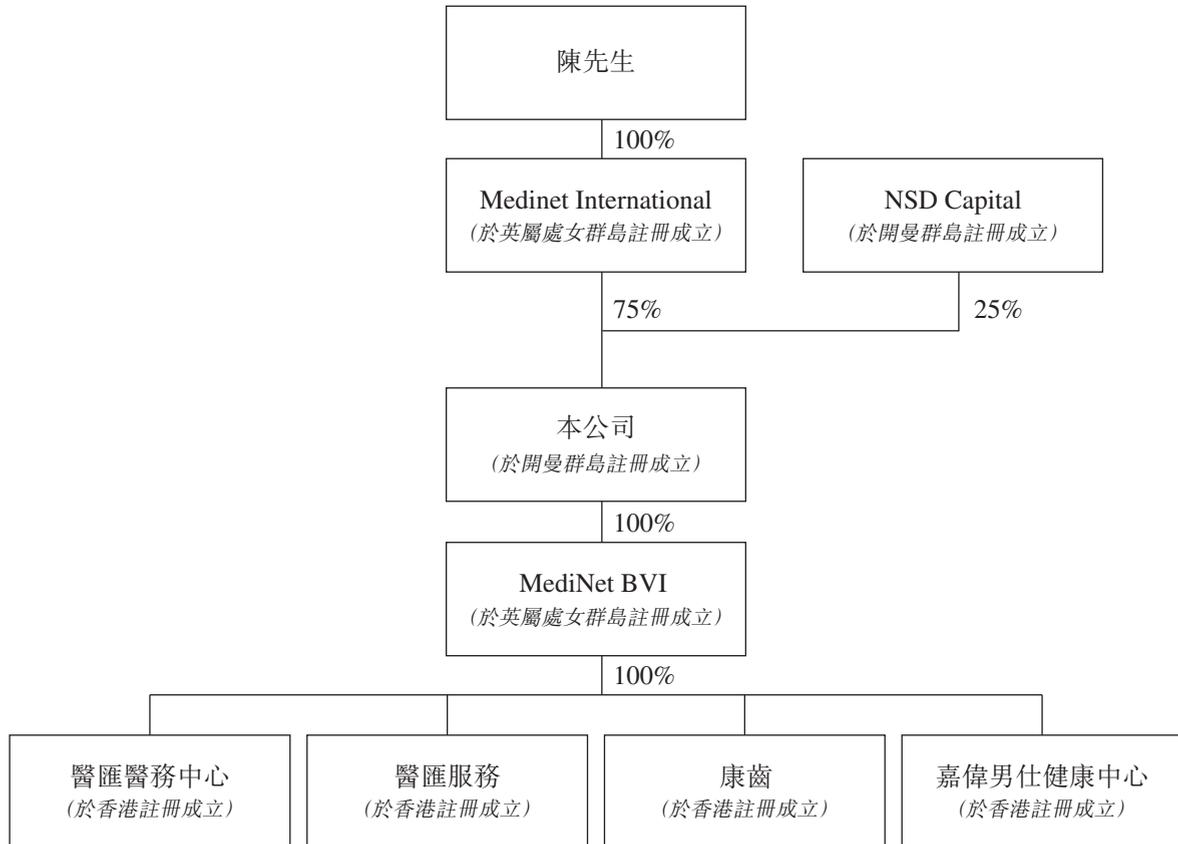 陳先生
100%
Medinet International
(於英屬處女群島註冊成立)
NSD Capital
(於開曼群島註冊成立)
75%
25%
本公司
(於開曼群島註冊成立)
100%
MediNet BVI
(於英屬處女群島註冊成立)
100%
醫匯醫務中心
(於香港註冊成立)
醫匯服務
(於香港註冊成立)
康齒
(於香港註冊成立)
嘉偉男仕健康中心
(於香港註冊成立)